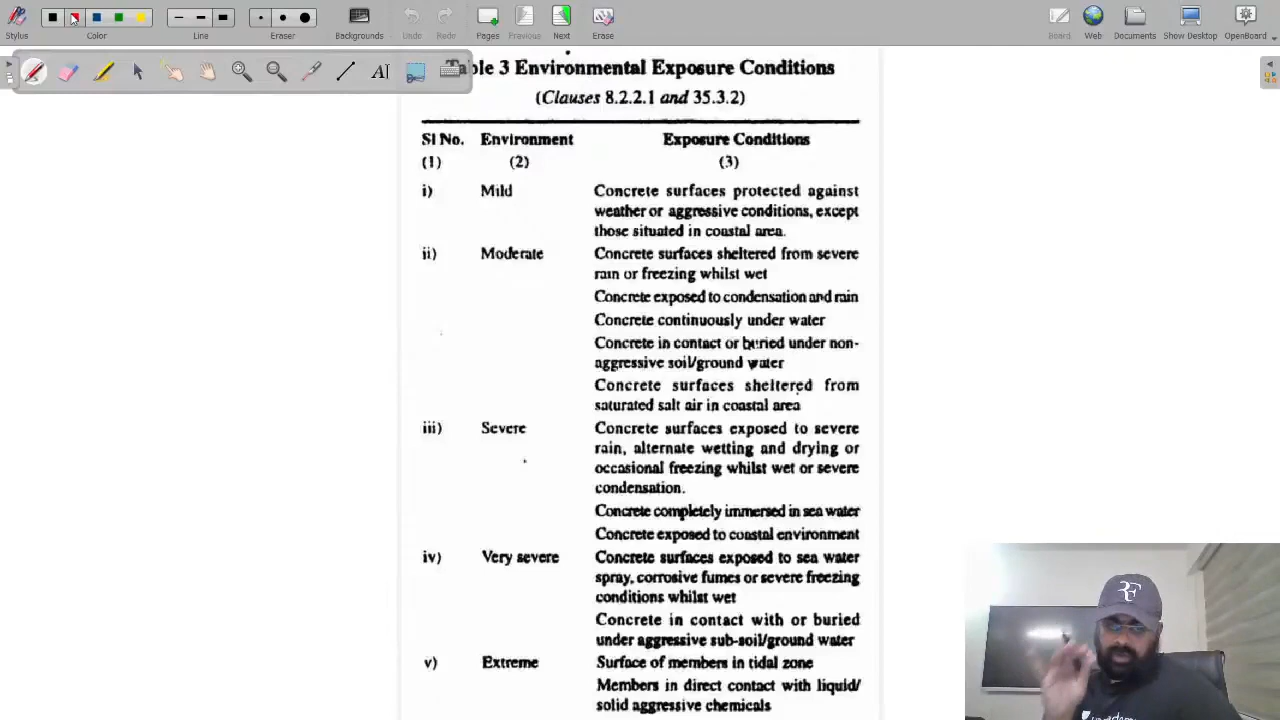 Stylus Color Line Eraser Backgrounds Undo Redo Pages Previous Next Erase Board Web Documents Show Desktop OpenBoard
ble 3 Environmental Exposure Conditions
(Clauses 8.2.2.1 and 35.3.2)
Sl No. Environment Exposure Conditions
(1) (2) (3)
i) Mild Concrete surfaces protected against
weather or aggressive conditions, except
those situated in coastal area.
ii) Moderate Concrete surfaces sheltered from severe
rain or freezing whilst wet
Concrete exposed to condensation and rain
Concrete continuously under water
Concrete in contact or buried under non-
aggressive soil/ground water
Concrete surfaces sheltered from
saturated salt air in coastal area
iii) Severe Concrete surfaces exposed to severe
rain, alternate wetting and drying or
occasional freezing whilst wet or severe
condensation.
Concrete completely immersed in sea water
Concrete exposed to coastal environment
iv) Very severe Concrete surfaces exposed to sea water
spray, corrosive fumes or severe freezing
conditions whilst wet
Concrete in contact with or buried
under aggressive sub-soil/ground water
v) Extreme Surface of members in tidal zone
Members in direct contact with liquid/
solid aggressive chemicals